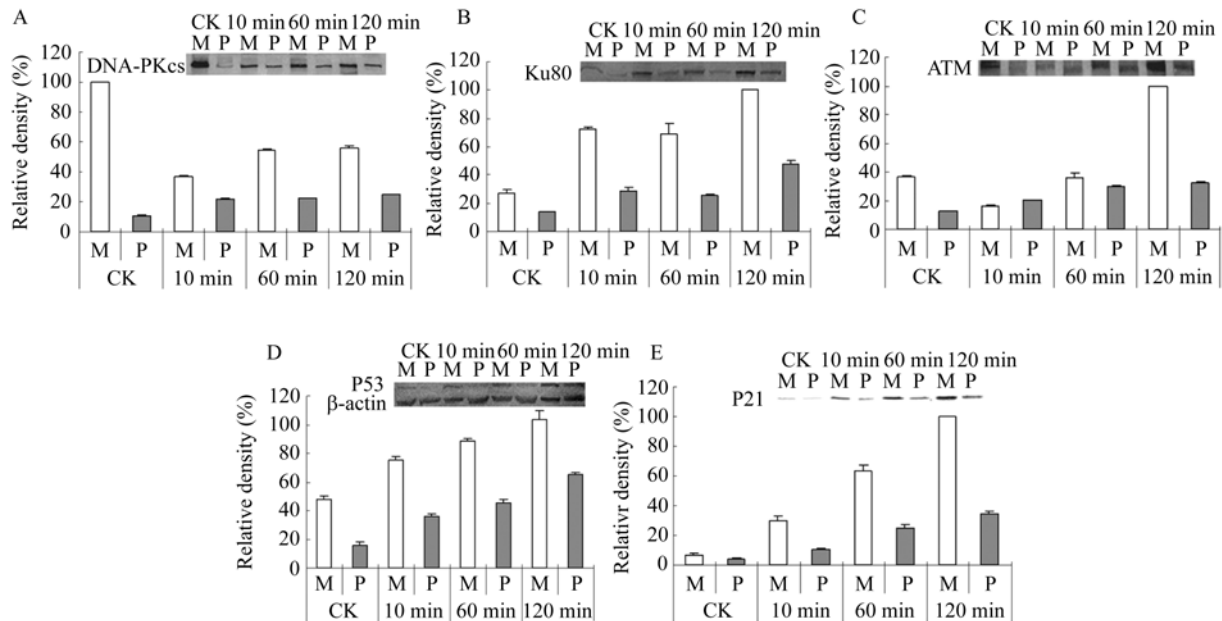 A
CK 10 min 60 min 120 min
M P M P M P M P
DNA-PKcs
Relative density (%)
120
100
80
60
40
20
0
M P M P M P M P
CK 10 min 60 min 120 min
B
CK 10 min 60 min 120 min
M P M P M P M P
Ku80
Relative density (%)
120
100
80
60
40
20
0
M P M P M P M P
CK 10 min 60 min 120 min
C
CK 10 min 60 min 120 min
M P M P M P M P
ATM
Relative density (%)
120
100
80
60
40
20
0
M P M P M P M P
CK 10 min 60 min 120 min
D
CK 10 min 60 min 120 min
M P M P M P M P
P53
β-actin
Relative density (%)
120
100
80
60
40
20
0
M P M P M P M P
CK 10 min 60 min 120 min
E
CK 10 min 60 min 120 min
M P M P M P M P
P21
Relativr density (%)
120
100
80
60
40
20
0
M P M P M P M P
CK 10 min 60 min 120 min